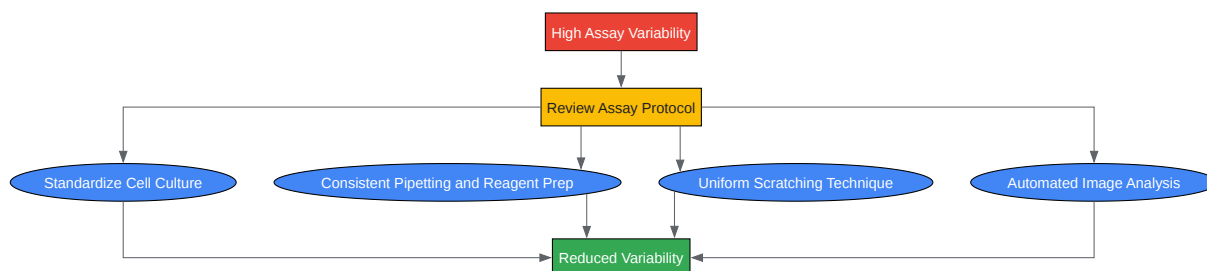 High Assay Variability
Review Assay Protocol
Standardize Cell Culture
Consistent Pipetting and Reagent Prep
Uniform Scratching Technique
Automated Image Analysis
Reduced Variability